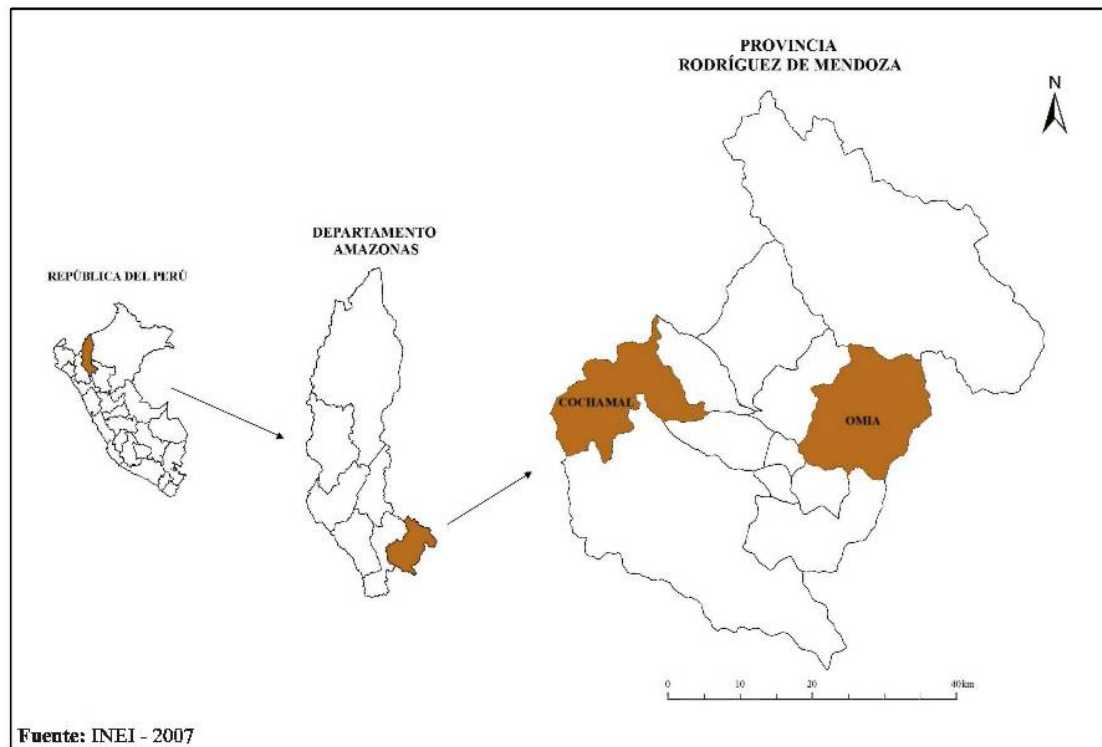 PROVINCIA
RODRÍGUEZ DE MENDOZA
N
DEPARTAMENTO
AMAZONAS
REPÚBLICA DEL PERÚ
COCHAMAL
OMIA
0 10 20 40km
Fuente: INEI - 2007